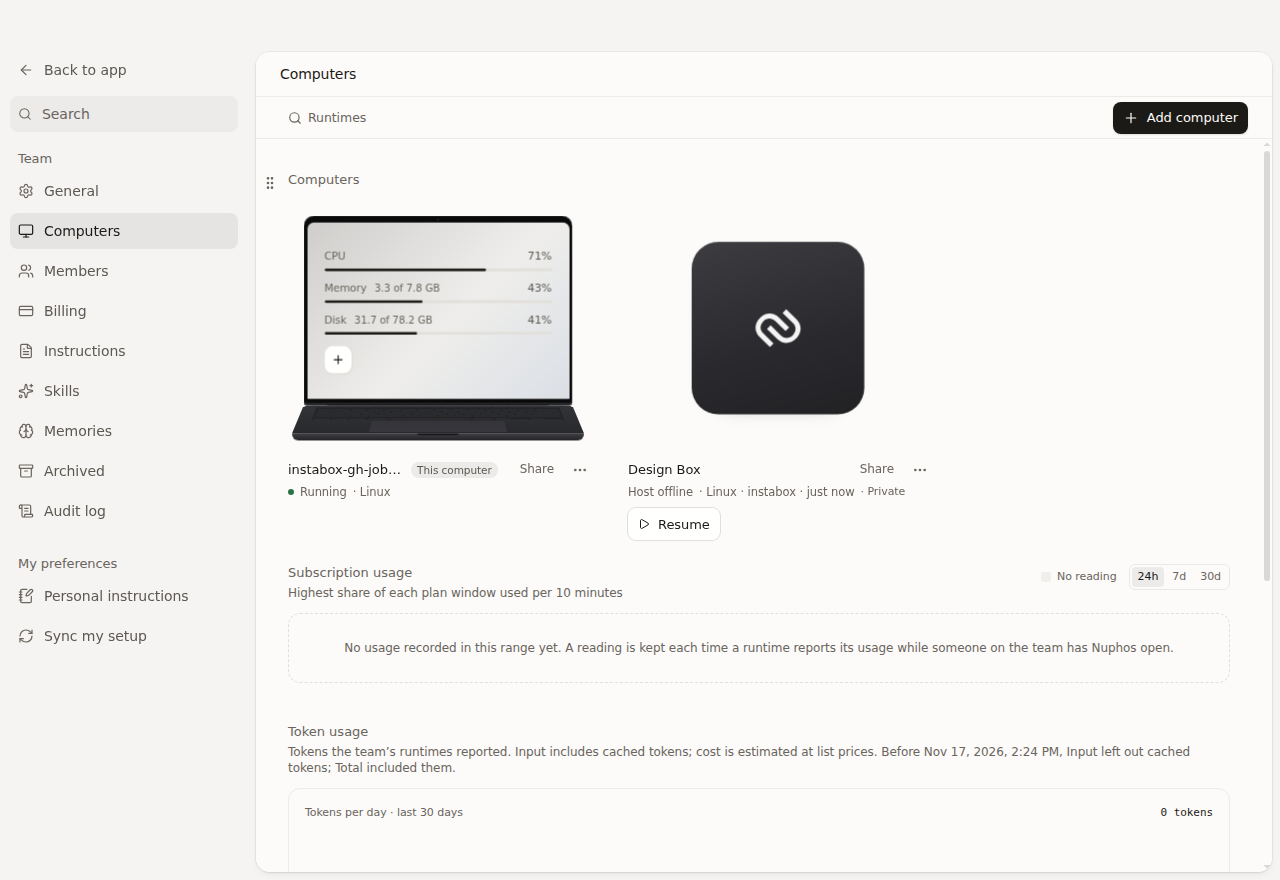 Back to app
Search
Team
General
Computers
Members
Billing
Instructions
Skills
Memories
Archived
Audit log
My preferences
Personal instructions
Sync my setup
Computers
Runtimes
Add computer
Computers
CPU 71%
Memory 3.3 of 7.8 GB 43%
Disk 31.7 of 78.2 GB 41%
instabox-gh-job… This computer Share
Running · Linux
Design Box Share
Host offline · Linux · instabox · just now · Private
Resume
Subscription usage
Highest share of each plan window used per 10 minutes
No reading 24h 7d 30d
No usage recorded in this range yet. A reading is kept each time a runtime reports its usage while someone on the team has Nuphos open.
Token usage
Tokens the team’s runtimes reported. Input includes cached tokens; cost is estimated at list prices. Before Nov 17, 2026, 2:24 PM, Input left out cached
tokens; Total included them.
Tokens per day · last 30 days 0 tokens